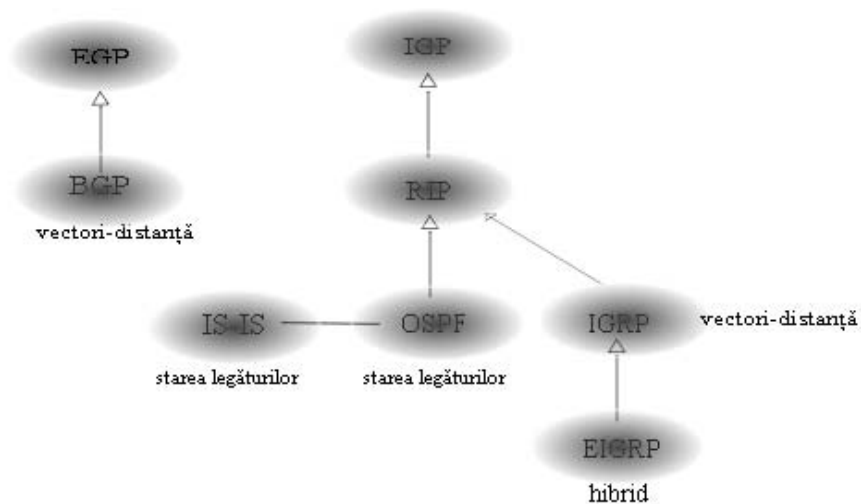 EGP
IGP
BGP
RIP
vectori-distanță
IS-IS
OSPF
IGRP
vectori-distanță
starea legăturilor
starea legăturilor
EIGRP
hibrid